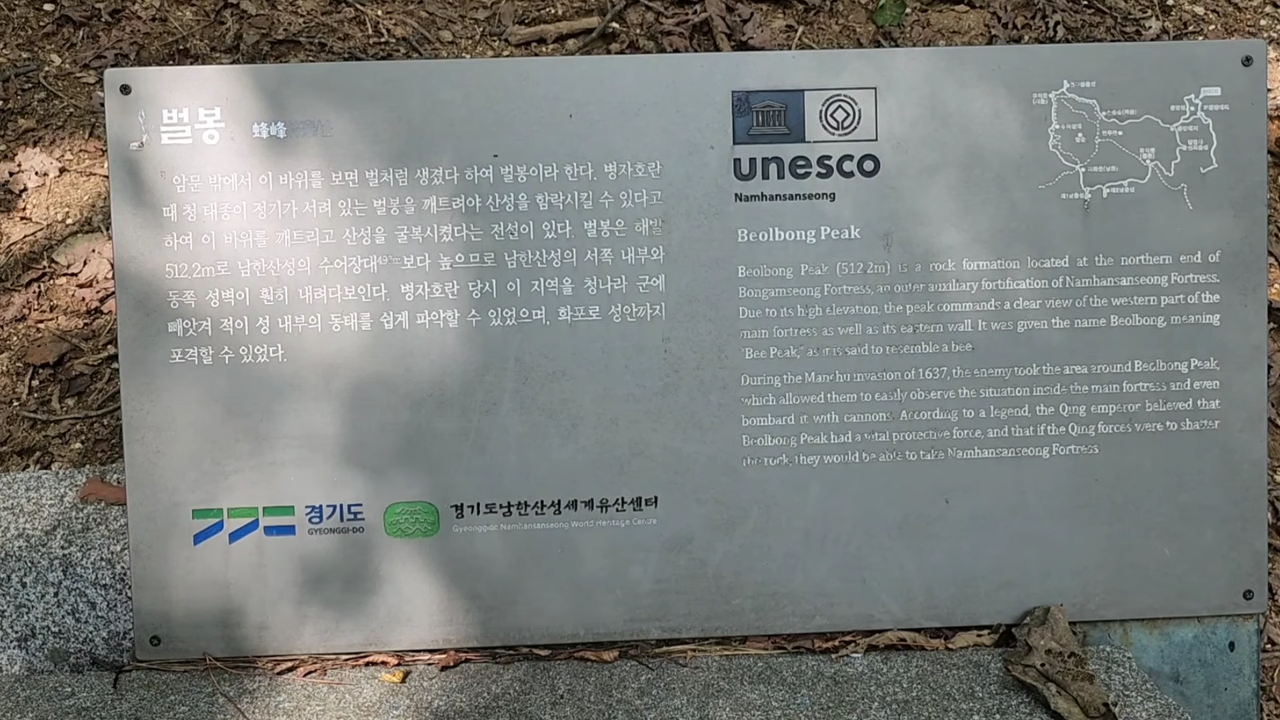 벌봉 蜂峰
암문 밖에서 이 바위를 보면 벌처럼 생겼다 하여 벌봉이라 한다. 병자호란
때 청 태종이 정기가 서려 있는 벌봉을 깨트려야 산성을 함락시킬 수 있다고
하여 이 바위를 깨트리고 산성을 굴복시켰다는 전설이 있다. 벌봉은 해발
512.2m로 남한산성의 수어장대보다 높으므로 남한산성의 서쪽 내부와
동쪽 성벽이 훤히 내려다보인다. 병자호란 당시 이 지역을 청나라 군에
빼앗겨 적이 성 내부의 동태를 쉽게 파악할 수 있었으며, 화포로 성안까지
포격할 수 있었다.
경기도
GYEONGGI-DO
경기도남한산성세계유산센터
Gyeonggi-do Namhansanseong World Heritage Centre
unesco
Namhansanseong
Beolbong Peak
Beolbong Peak (512.2m) is a rock formation located at the northern end of
Bongamseong Fortress, an outer auxiliary fortification of Namhansanseong Fortress.
Due to its high elevation, the peak commands a clear view of the western part of the
main fortress as well as its eastern wall. It was given the name Beolbong, meaning
"Bee Peak," as it is said to resemble a bee.
During the Manchu invasion of 1637, the enemy took the area around Beolbong Peak,
which allowed them to easily observe the situation inside the main fortress and even
bombard it with cannons. According to a legend, the Qing emperor believed that
Beolbong Peak had a vital protective force, and that if the Qing forces were to shatter
the rock, they would be able to take Namhansanseong Fortress.